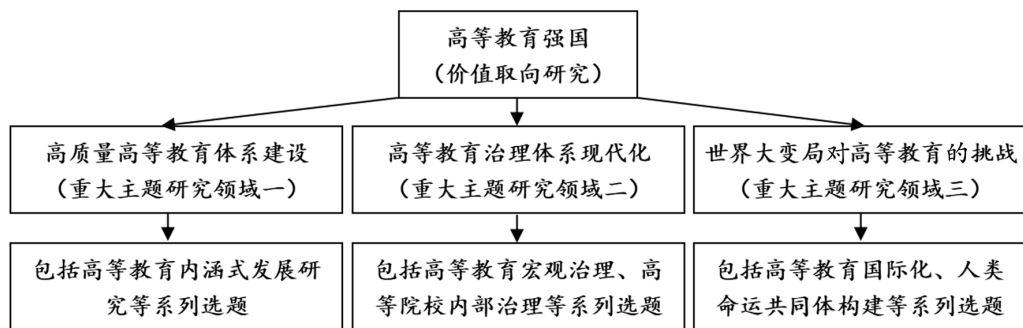 高等教育强国
（价值取向研究）
高质量高等教育体系建设
（重大主题研究领域一）
高等教育治理体系现代化
（重大主题研究领域二）
世界大变局对高等教育的挑战
（重大主题研究领域三）
包括高等教育内涵式发展研
究等系列选题
包括高等教育宏观治理、高
等院校内部治理等系列选题
包括高等教育国际化、人类
命运共同体构建等系列选题